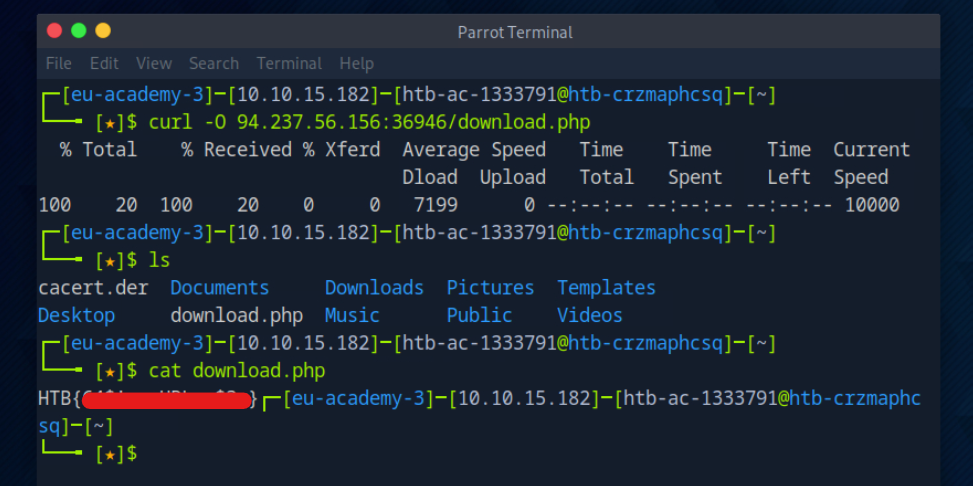 Parrot Terminal
File Edit View Search Terminal Help
┌─[eu-academy-3]─[10.10.15.182]─[htb-ac-1333791@htb-crzmaphcsq]─[~]
└──╼ [★]$ curl -O 94.237.56.156:36946/download.php
% Total % Received % Xferd Average Speed Time Time Time Current
Dload Upload Total Spent Left Speed
100 20 100 20 0 0 7199 0 --:--:-- --:--:-- --:--:-- 10000
┌─[eu-academy-3]─[10.10.15.182]─[htb-ac-1333791@htb-crzmaphcsq]─[~]
└──╼ [★]$ ls
cacert.der Documents Downloads Pictures Templates
Desktop download.php Music Public Videos
┌─[eu-academy-3]─[10.10.15.182]─[htb-ac-1333791@htb-crzmaphcsq]─[~]
└──╼ [★]$ cat download.php
HTB{ }┌─[eu-academy-3]─[10.10.15.182]─[htb-ac-1333791@htb-crzmaphc
sq]─[~]
└──╼ [★]$